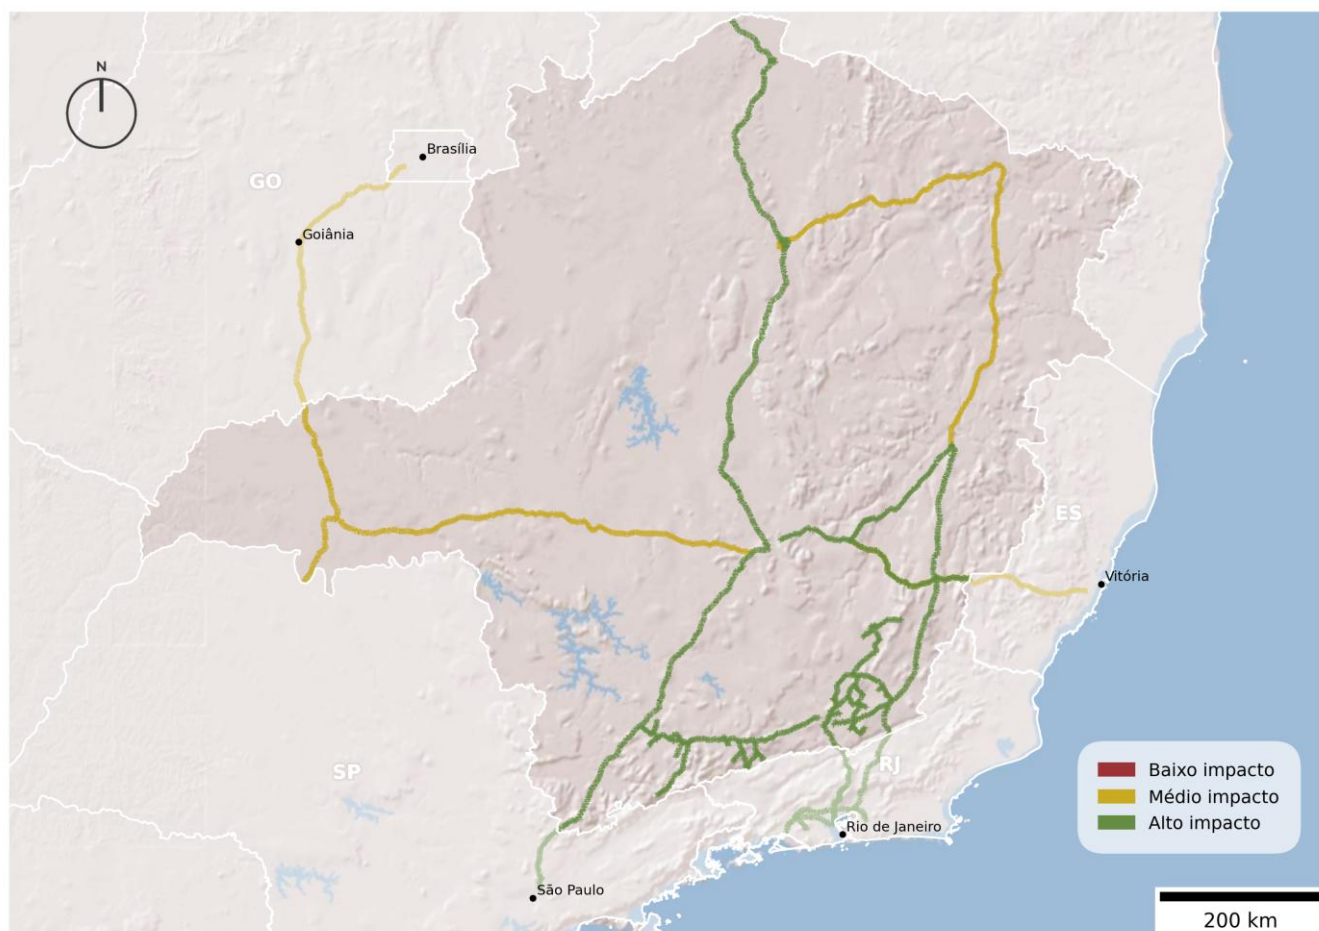 N
Brasília
GO
Goiânia
ES
Vitória
SP
RJ
Rio de Janeiro
São Paulo
Baixo impacto
Médio impacto
Alto impacto
200 km